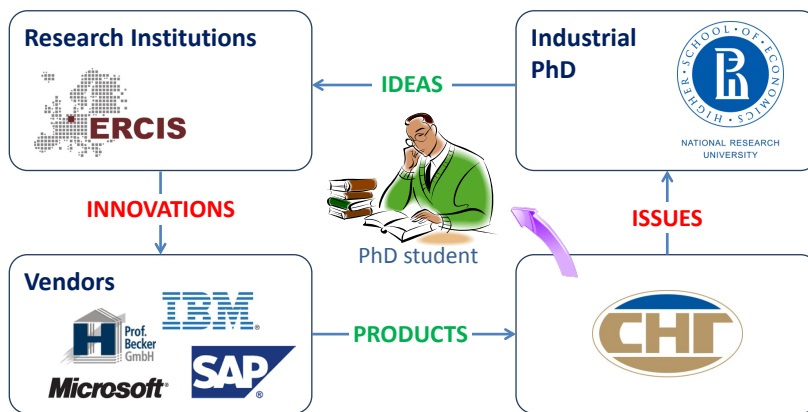 Research Institutions
ERCIS
IDEAS
Industrial
PhD
HIGHER · SCHOOL · OF · ECONOMICS
NATIONAL RESEARCH
UNIVERSITY
INNOVATIONS
PhD student
ISSUES
Vendors
IBM®
H
Prof.
Becker
GmbH
Microsoft®
SAP®
PRODUCTS
СНГ